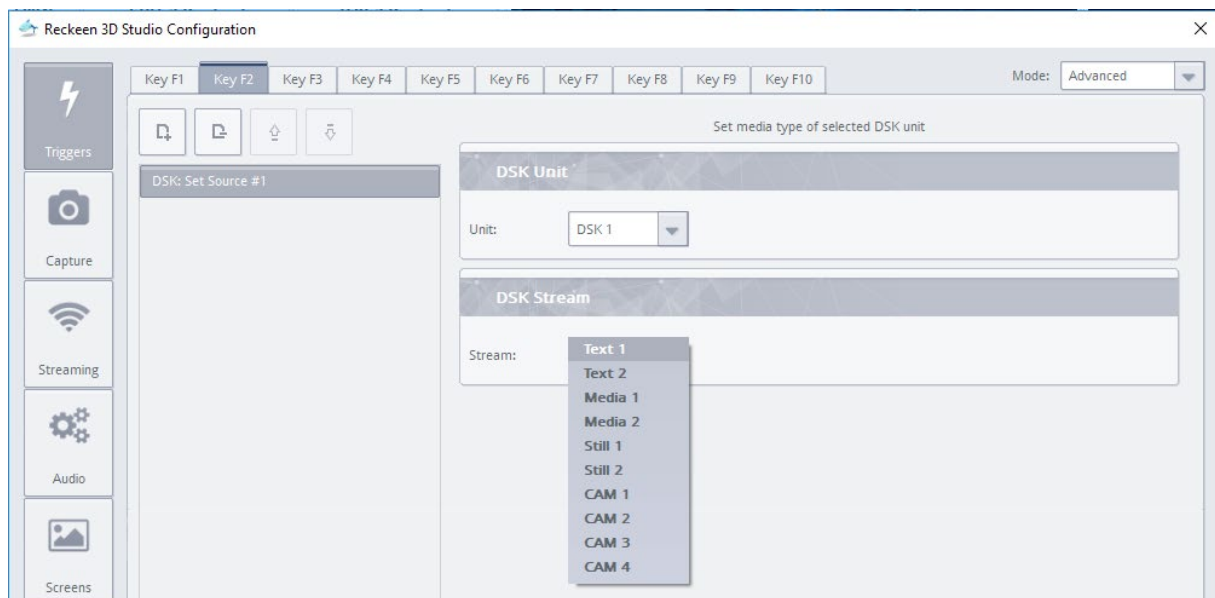 Reckeen 3D Studio Configuration
Key F1 Key F2 Key F3 Key F4 Key F5 Key F6 Key F7 Key F8 Key F9 Key F10
Mode: Advanced
Triggers
Capture
Streaming
Audio
Screens
DSK: Set Source #1
Set media type of selected DSK unit
DSK Unit
Unit: DSK 1
DSK Stream
Stream:
Text 1
Text 2
Media 1
Media 2
Still 1
Still 2
CAM 1
CAM 2
CAM 3
CAM 4